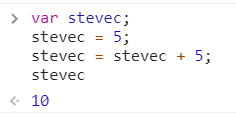 > var stevec;
stevec = 5;
stevec = stevec + 5;
stevec
<· 10